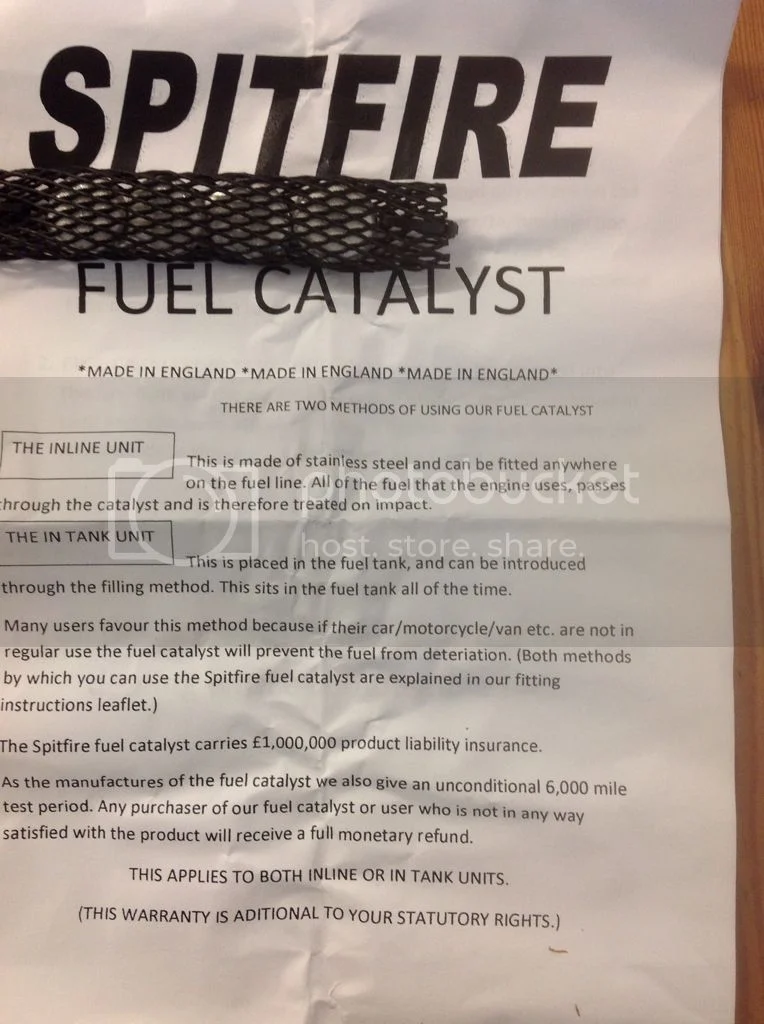 SPITFIRE
FUEL CATALYST
*MADE IN ENGLAND *MADE IN ENGLAND *MADE IN ENGLAND*
THERE ARE TWO METHODS OF USING OUR FUEL CATALYST
THE INLINE UNIT
This is made of stainless steel and can be fitted anywhere
on the fuel line. All of the fuel that the engine uses, passes
through the catalyst and is therefore treated on impact.
THE IN TANK UNIT
This is placed in the fuel tank, and can be introduced
through the filling method. This sits in the fuel tank all of the time.
Many users favour this method because if their car/motorcycle/van etc. are not in
regular use the fuel catalyst will prevent the fuel from deteriation. (Both methods
by which you can use the Spitfire fuel catalyst are explained in our fitting
instructions leaflet.)
The Spitfire fuel catalyst carries £1,000,000 product liability insurance.
As the manufactures of the fuel catalyst we also give an unconditional 6,000 mile
test period. Any purchaser of our fuel catalyst or user who is not in any way
satisfied with the product will receive a full monetary refund.
THIS APPLIES TO BOTH INLINE OR IN TANK UNITS.
(THIS WARRANTY IS ADITIONAL TO YOUR STATUTORY RIGHTS.)
photobucket
host. store. share.